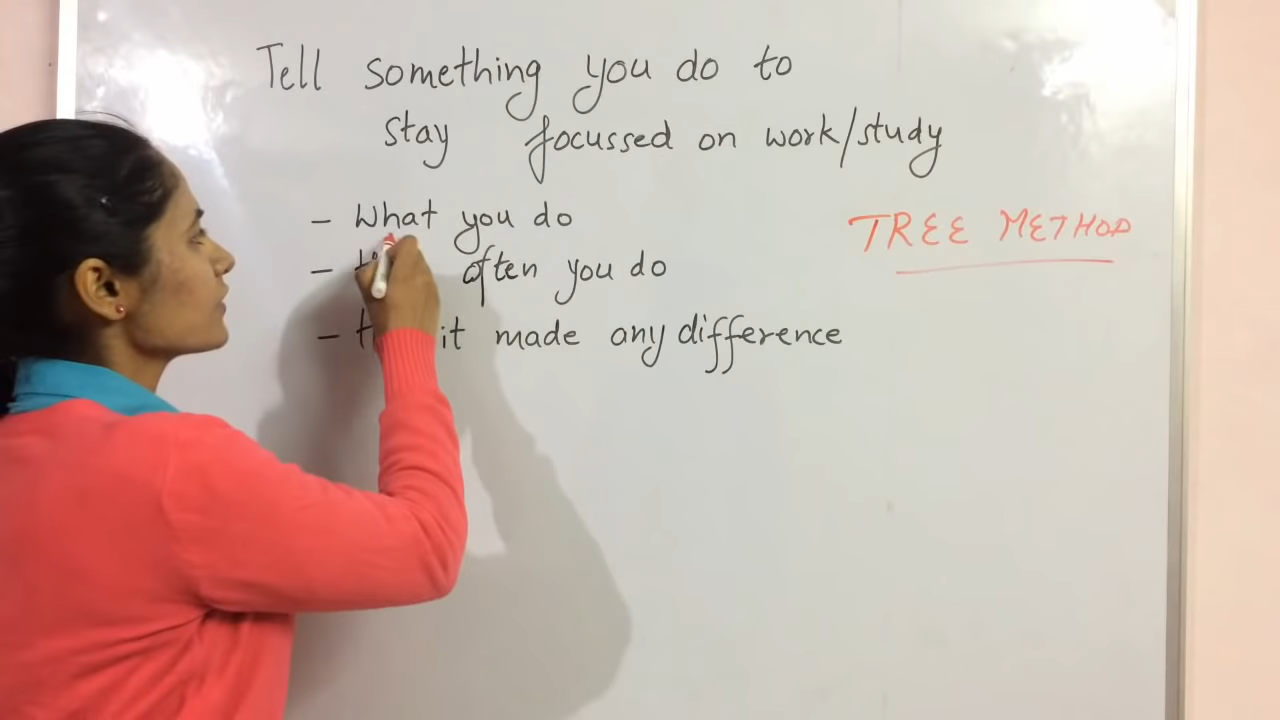 Tell something you do to
stay focussed on work/study
- What you do
TREE METHOD
- often you do
- it made any difference